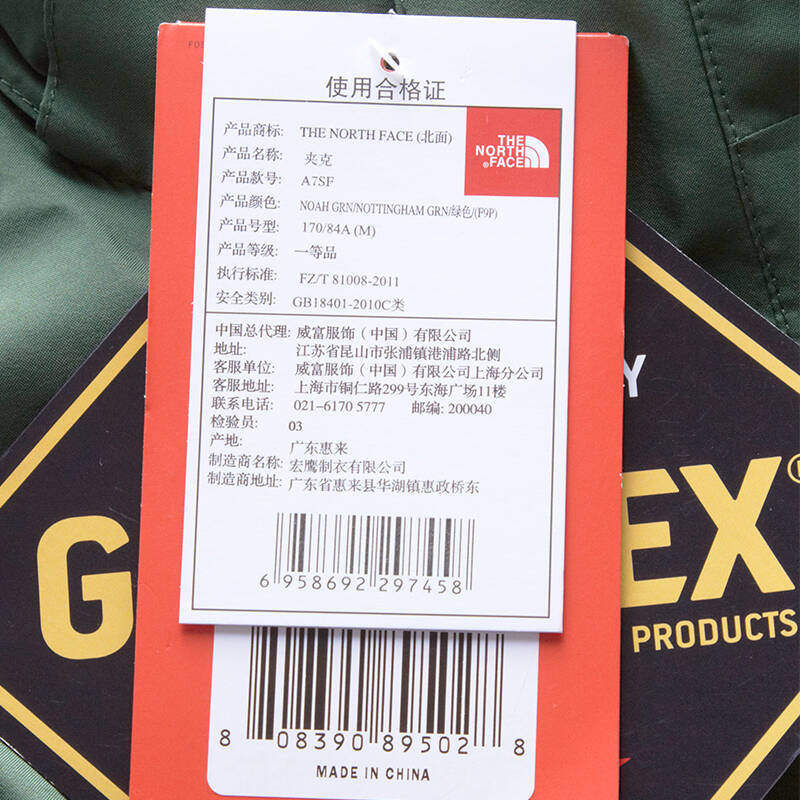 使用合格证
产品商标: THE NORTH FACE (北面)
产品名称: 夹克
产品款号: A7SF
产品颜色: NOAH GRN/NOTTINGHAM GRN/绿色/(F9P)
产品号型: 170/84A (M)
产品等级: 一等品
执行标准: FZ/T 81008-2011
安全类别: GB18401-2010C类
THE
NORTH
FACE
中国总代理: 威富服饰（中国）有限公司
地址: 江苏省昆山市张浦镇港浦路北侧
客服单位: 威富服饰（中国）有限公司上海分公司
客服地址: 上海市铜仁路299号东海广场11楼
联系电话: 021-6170 5777 邮编: 200040
检验员: 03
产地: 广东惠来
制造商名称: 宏鹰制衣有限公司
制造商地址: 广东省惠来县华湖镇惠政桥东
6 958692 297458
G
EX®
PRODUCTS
8 08390 89502 8
MADE IN CHINA